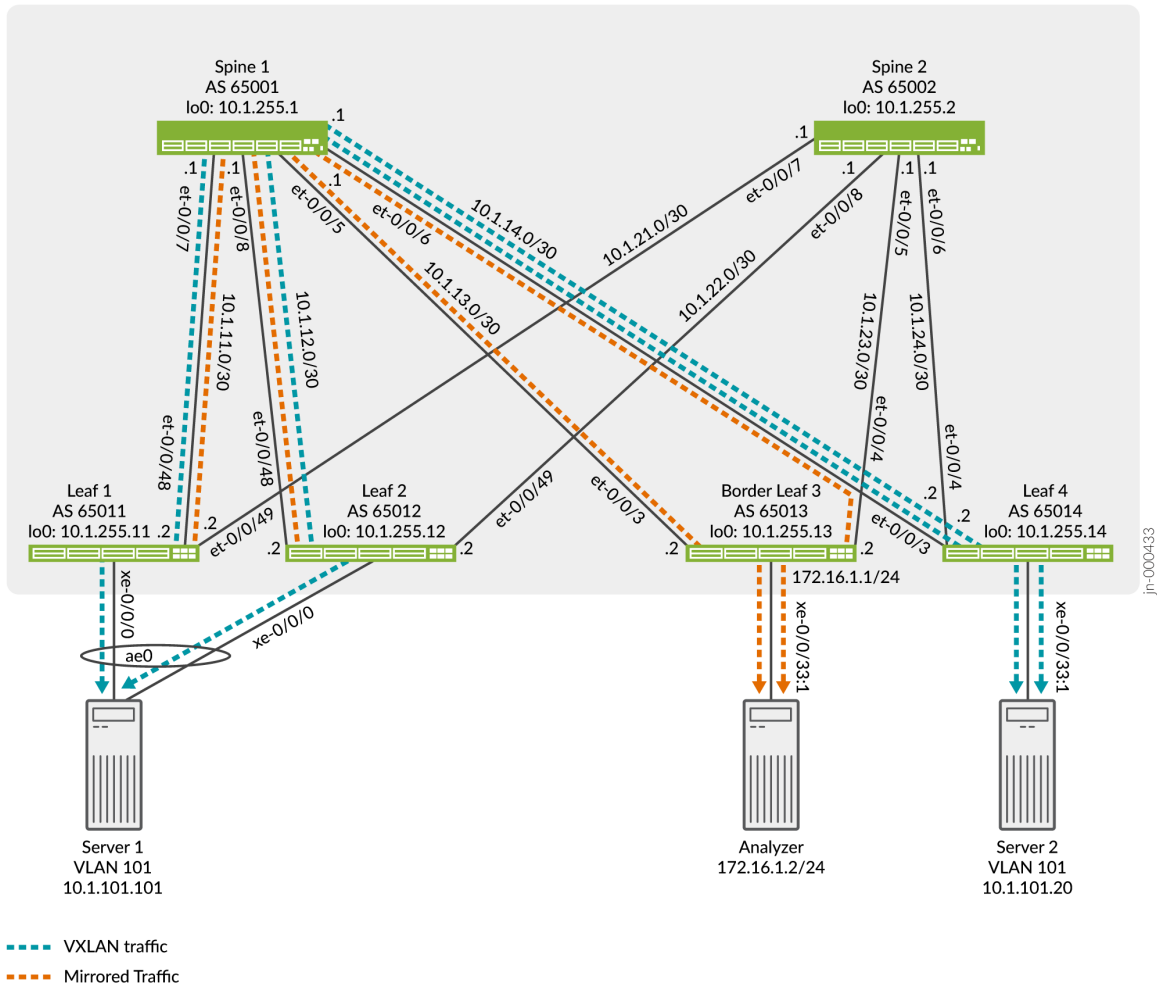 Spine 1
AS 65001
lo0: 10.1.255.1
Spine 2
AS 65002
lo0: 10.1.255.2
.1
.1
.1
.1
.1
.1
.1
.1
et-0/0/7
et-0/0/8
et-0/0/5
et-0/0/6
10.1.14.0/30
10.1.21.0/30
et-0/0/7
et-0/0/8
et-0/0/5
et-0/0/6
10.1.11.0/30
10.1.12.0/30
10.1.13.0/30
10.1.22.0/30
10.1.23.0/30
10.1.24.0/30
et-0/0/48
et-0/0/48
et-0/0/49
et-0/0/49
et-0/0/3
et-0/0/4
et-0/0/3
et-0/0/4
Leaf 1
AS 65011
lo0: 10.1.255.11
.2
.2
Leaf 2
AS 65012
lo0: 10.1.255.12
.2
.2
Border Leaf 3
AS 65013
lo0: 10.1.255.13
.2
.2
Leaf 4
AS 65014
lo0: 10.1.255.14
.2
.2
172.16.1.1/24
xe-0/0/0
xe-0/0/0
ae0
xe-0/0/33:1
xe-0/0/33:1
jn-000433
Server 1
VLAN 101
10.1.101.101
Analyzer
172.16.1.2/24
Server 2
VLAN 101
10.1.101.20
VXLAN traffic
Mirrored Traffic